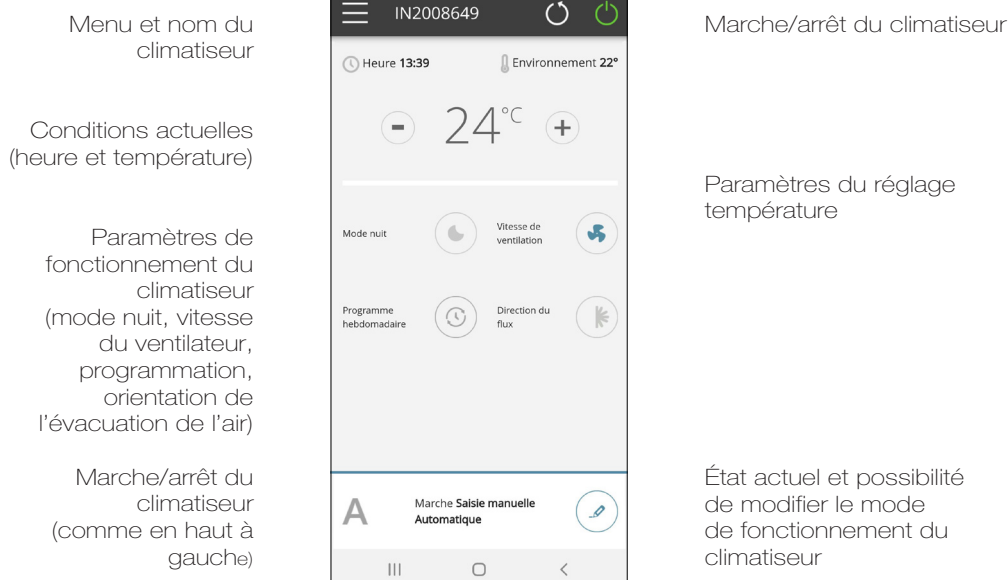 Menu et nom du
climatiseur
Conditions actuelles
(heure et température)
Paramètres de
fonctionnement du
climatiseur
(mode nuit, vitesse
du ventilateur,
programmation,
orientation de
l'évacuation de l'air)
Marche/arrêt du
climatiseur
(comme en haut à
gauche)
IN2008649
Heure 13:39
Environnement 22°
- 24°C +
Mode nuit
Vitesse de
ventilation
Programme
hebdomadaire
Direction du
flux
A
Marche Saisie manuelle
Automatique
Marche/arrêt du climatiseur
Paramètres du réglage
température
État actuel et possibilité
de modifier le mode
de fonctionnement du
climatiseur